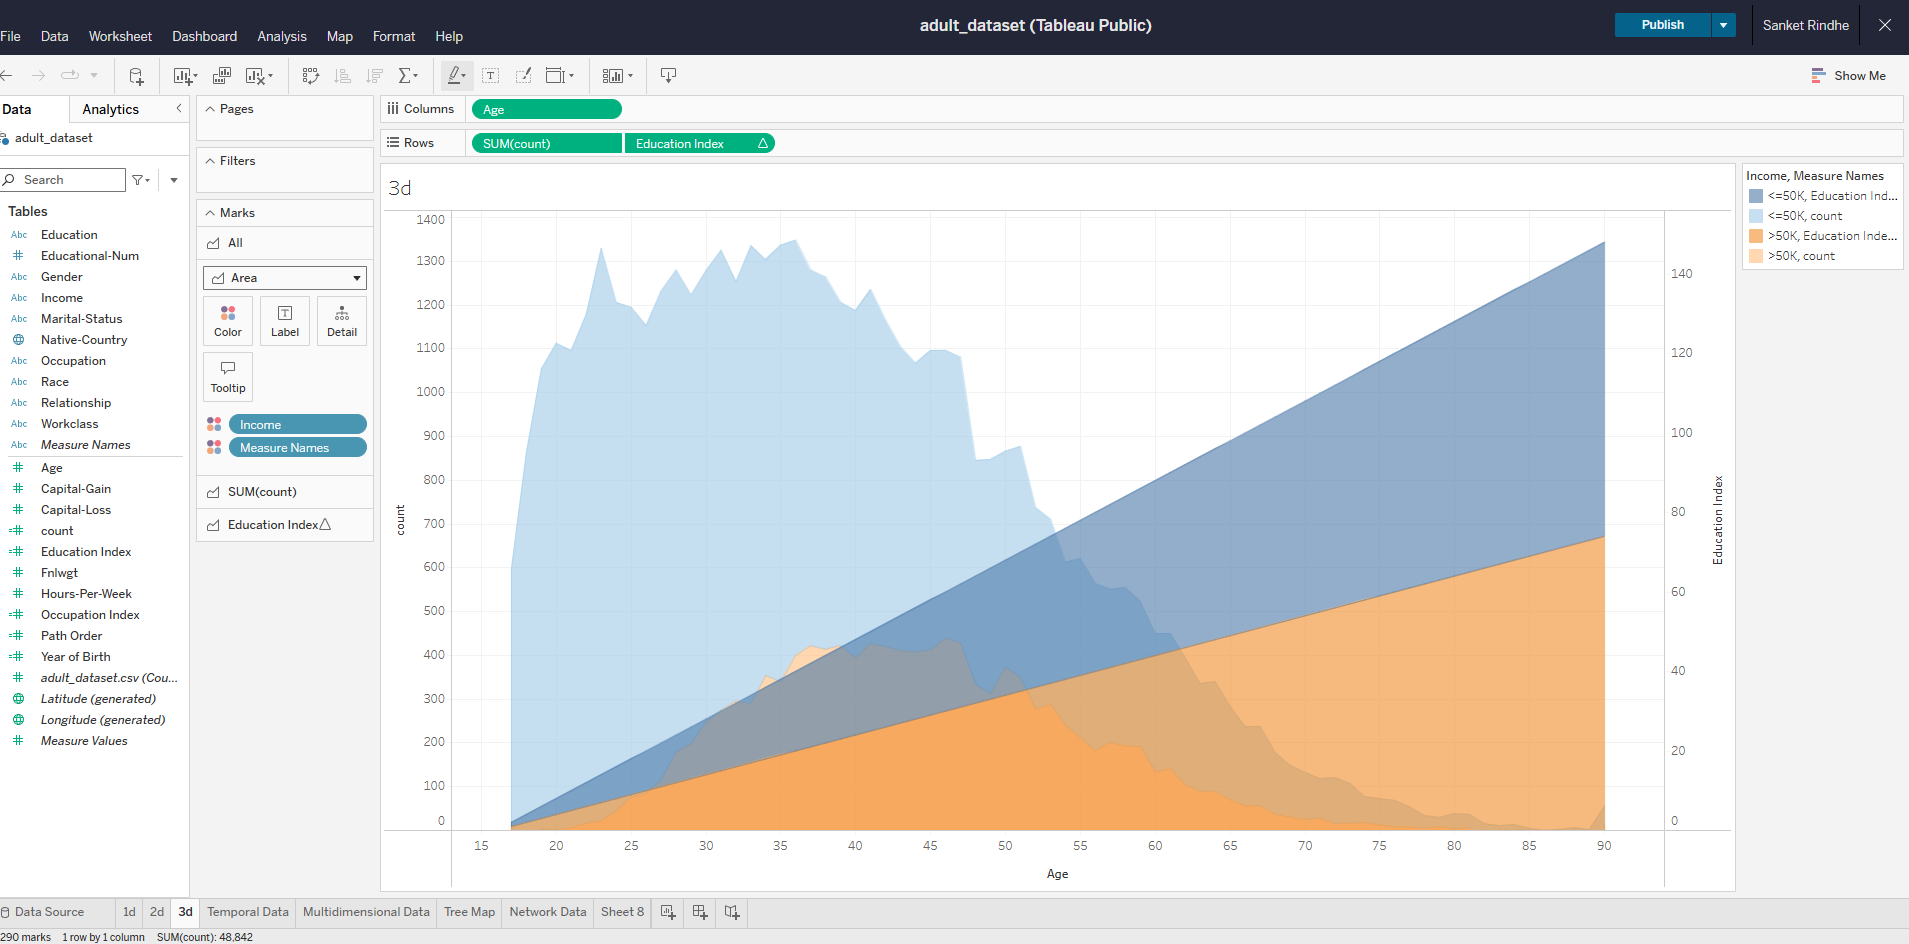 adult_dataset (Tableau Public)
Publish
Sanket Rindhe
File Data Worksheet Dashboard Analysis Map Format Help
Show Me
Data
Analytics
adult_dataset
Search
Tables
Abc Education
Educational-Num
Abc Gender
Abc Income
Abc Marital-Status
Native-Country
Abc Occupation
Abc Race
Abc Relationship
Abc Workclass
Abc Measure Names
Age
Capital-Gain
Capital-Loss
count
Education Index
Fnlwgt
Hours-Per-Week
Occupation Index
Path Order
Year of Birth
adult_dataset.csv (Cou...
Latitude (generated)
Longitude (generated)
Measure Values
Pages
Filters
Marks
All
Area
Color
Label
Detail
Tooltip
Income
Measure Names
SUM(count)
Education Index
Columns
Age
Rows
SUM(count)
Education Index
3d
1400
1300
1200
1100
1000
900
800
700
600
500
400
300
200
100
0
count
15 20 25 30 35 40 45 50 55 60 65 70 75 80 85 90
Age
140
120
100
80
60
40
20
0
Education Index
Income, Measure Names
<=50K, Education Ind...
<=50K, count
>50K, Education Inde...
>50K, count
Data Source
1d
2d
3d
Temporal Data
Multidimensional Data
Tree Map
Network Data
Sheet 8
290 marks 1 row by 1 column SUM(count): 48,842